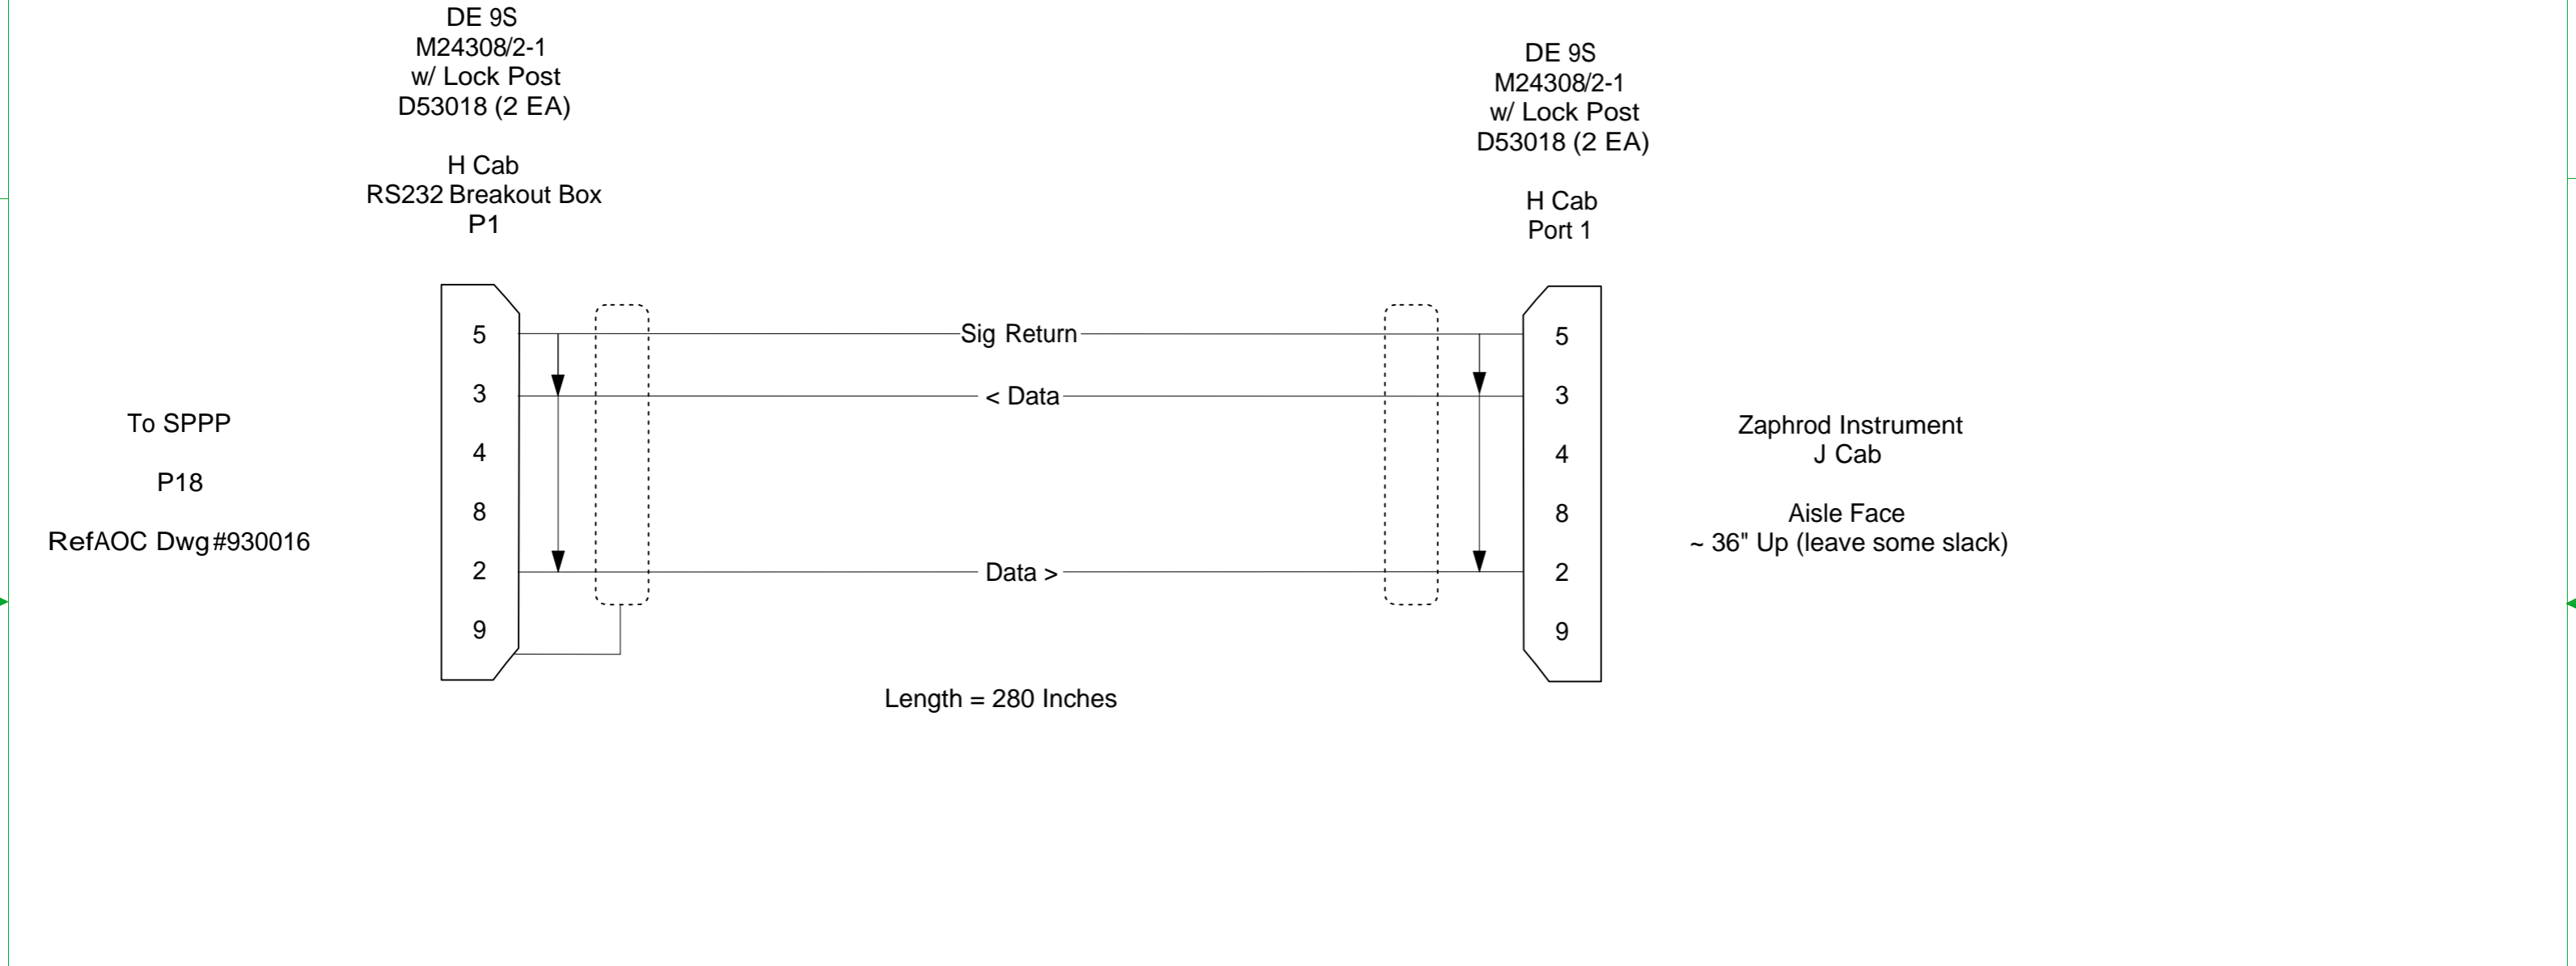 DE 9S
M24308/2-1
w/ Lock Post
D53018 (2 EA)
H Cab
RS232 Breakout Box
P1
DE 9S
M24308/2-1
w/ Lock Post
D53018 (2 EA)
H Cab
Port 1
To SPPP
P18
RefAOC Dwg#930016
5
3
4
8
2
9
Sig Return
< Data
Data >
5
3
4
8
2
9
Zaphrod Instrument
J Cab
Aisle Face
~ 36" Up (leave some slack)
Length = 280 Inches